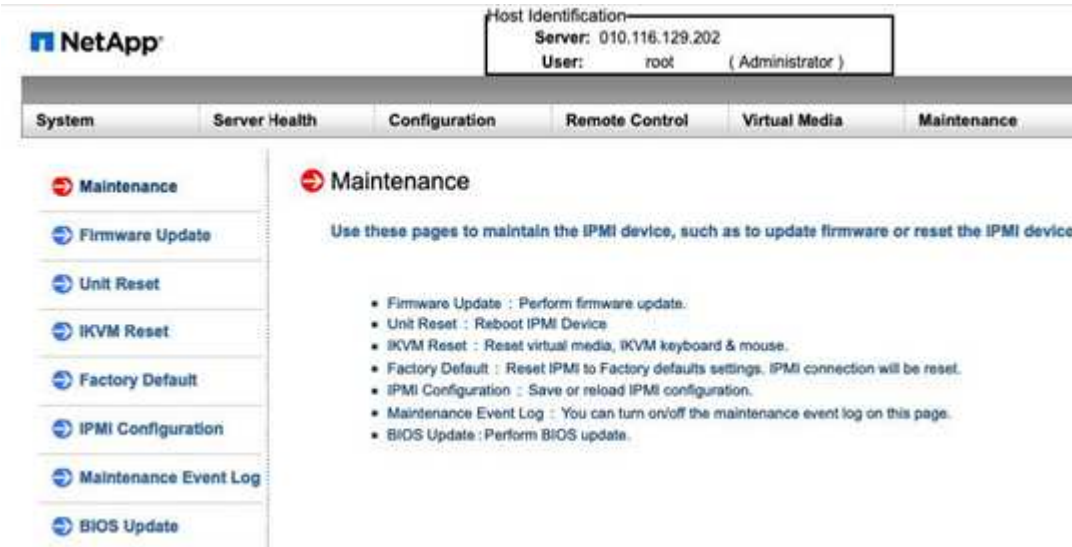 NetApp
Host Identification
Server: 010.116.129.202
User: root ( Administrator )
System Server Health Configuration Remote Control Virtual Media Maintenance
Maintenance
Firmware Update
Unit Reset
IKVM Reset
Factory Default
IPMI Configuration
Maintenance Event Log
BIOS Update
Maintenance
Use these pages to maintain the IPMI device, such as to update firmware or reset the IPMI device
Firmware Update : Perform firmware update.
Unit Reset : Reboot IPMI Device
IKVM Reset : Reset virtual media, IKVM keyboard & mouse.
Factory Default : Reset IPMI to Factory defaults settings. IPMI connection will be reset.
IPMI Configuration : Save or reload IPMI configuration.
Maintenance Event Log : You can turn on/off the maintenance event log on this page.
BIOS Update : Perform BIOS update.